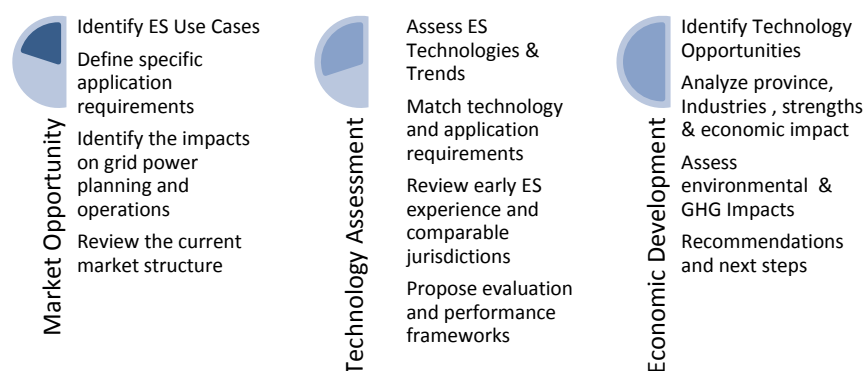 Market Opportunity
Identify ES Use Cases
Define specific
application
requirements
Identify the impacts
on grid power
planning and
operations
Review the current
market structure
Technology Assessment
Assess ES
Technologies &
Trends
Match technology
and application
requirements
Review early ES
experience and
comparable
jurisdictions
Propose evaluation
and performance
frameworks
Economic Development
Identify Technology
Opportunities
Analyze province,
Industries , strengths
& economic impact
Assess
environmental &
GHG Impacts
Recommendations
and next steps